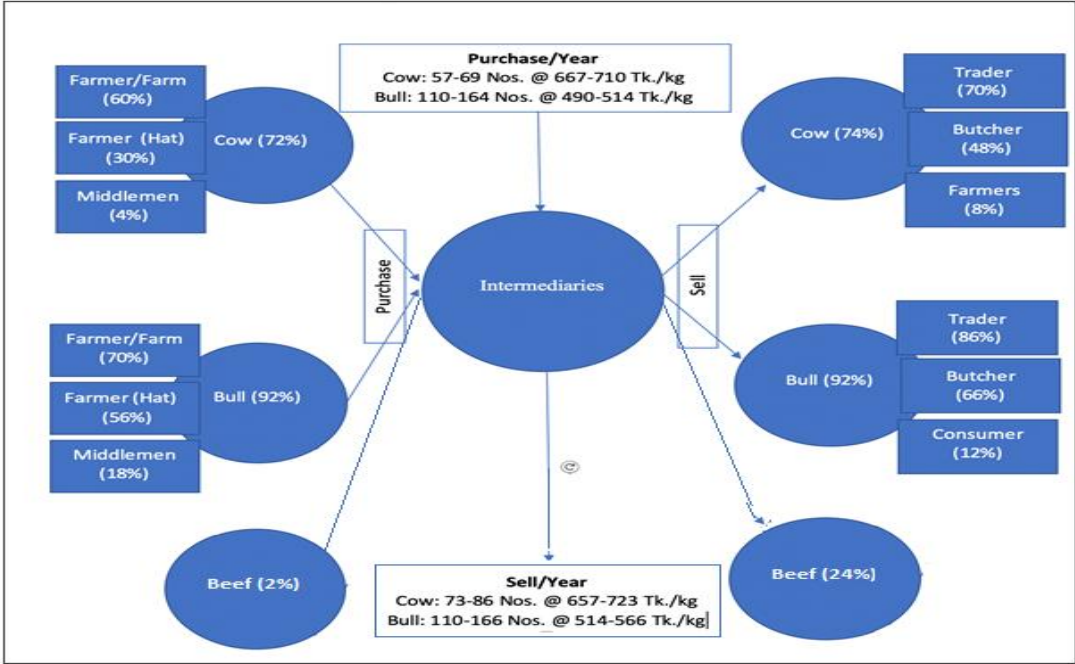 Purchase/Year
Cow: 57-69 Nos. @ 667-710 Tk./kg
Bull: 110-164 Nos. @ 490-514 Tk./kg
Farmer/Farm
(60%)
Farmer (Hat)
(30%)
Middlemen
(4%)
Cow (72%)
Farmer/Farm
(70%)
Farmer (Hat)
(56%)
Middlemen
(18%)
Bull (92%)
Beef (2%)
Purchase
Intermediaries
Sell
Cow (74%)
Trader
(70%)
Butcher
(48%)
Farmers
(8%)
Bull (92%)
Trader
(86%)
Butcher
(66%)
Consumer
(12%)
Beef (24%)
Sell/Year
Cow: 73-86 Nos. @ 657-723 Tk./kg
Bull: 110-166 Nos. @ 514-566 Tk./kg